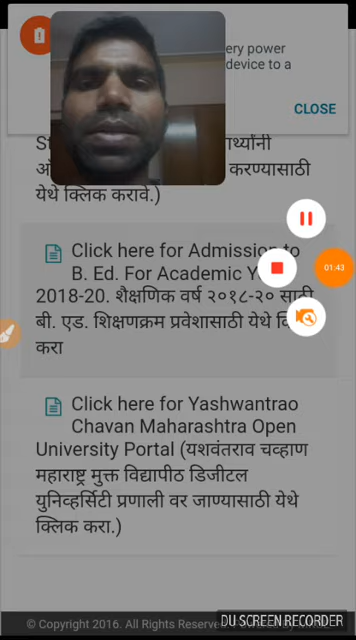 ery power
device to a
CLOSE
St
र्थ्यांनी
करण्यासाठी
येथे क्लिक करावे.)
Click here for Admission to
B. Ed. For Academic Y
2018-20. शैक्षणिक वर्ष २०१८-२० साठी
बी. एड. शिक्षणक्रम प्रवेशासाठी येथे
करा
01:43
Click here for Yashwantrao
Chavan Maharashtra Open
University Portal (यशवंतराव चव्हाण
महाराष्ट्र मुक्त विद्यापीठ डिजीटल
युनिव्हर्सिटी प्रणाली वर जाण्यासाठी येथे
क्लिक करा.)
© Copyright 2016. All Rights Reserve
DU SCREEN RECORDER